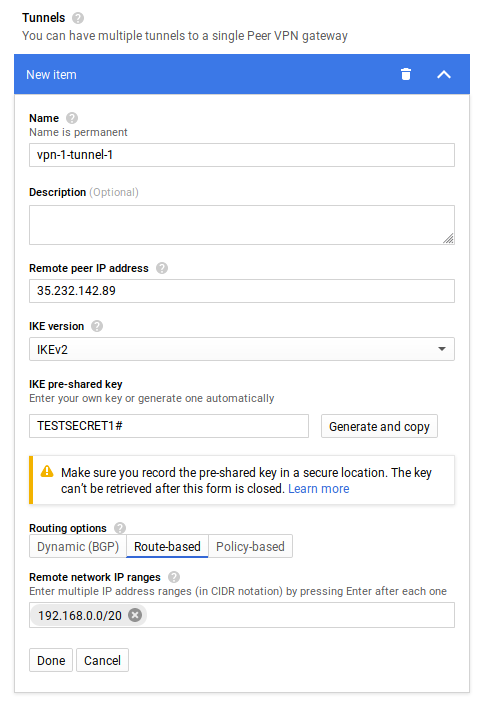 Tunnels
You can have multiple tunnels to a single Peer VPN gateway
New item
Name
Name is permanent
vpn-1-tunnel-1
Description (Optional)
Remote peer IP address
35.232.142.89
IKE version
IKEv2
IKE pre-shared key
Enter your own key or generate one automatically
TESTSECRET1# Generate and copy
Make sure you record the pre-shared key in a secure location. The key
can't be retrieved after this form is closed. Learn more
Routing options
Dynamic (BGP) Route-based Policy-based
Remote network IP ranges
Enter multiple IP address ranges (in CIDR notation) by pressing Enter after each one
192.168.0.0/20
Done Cancel